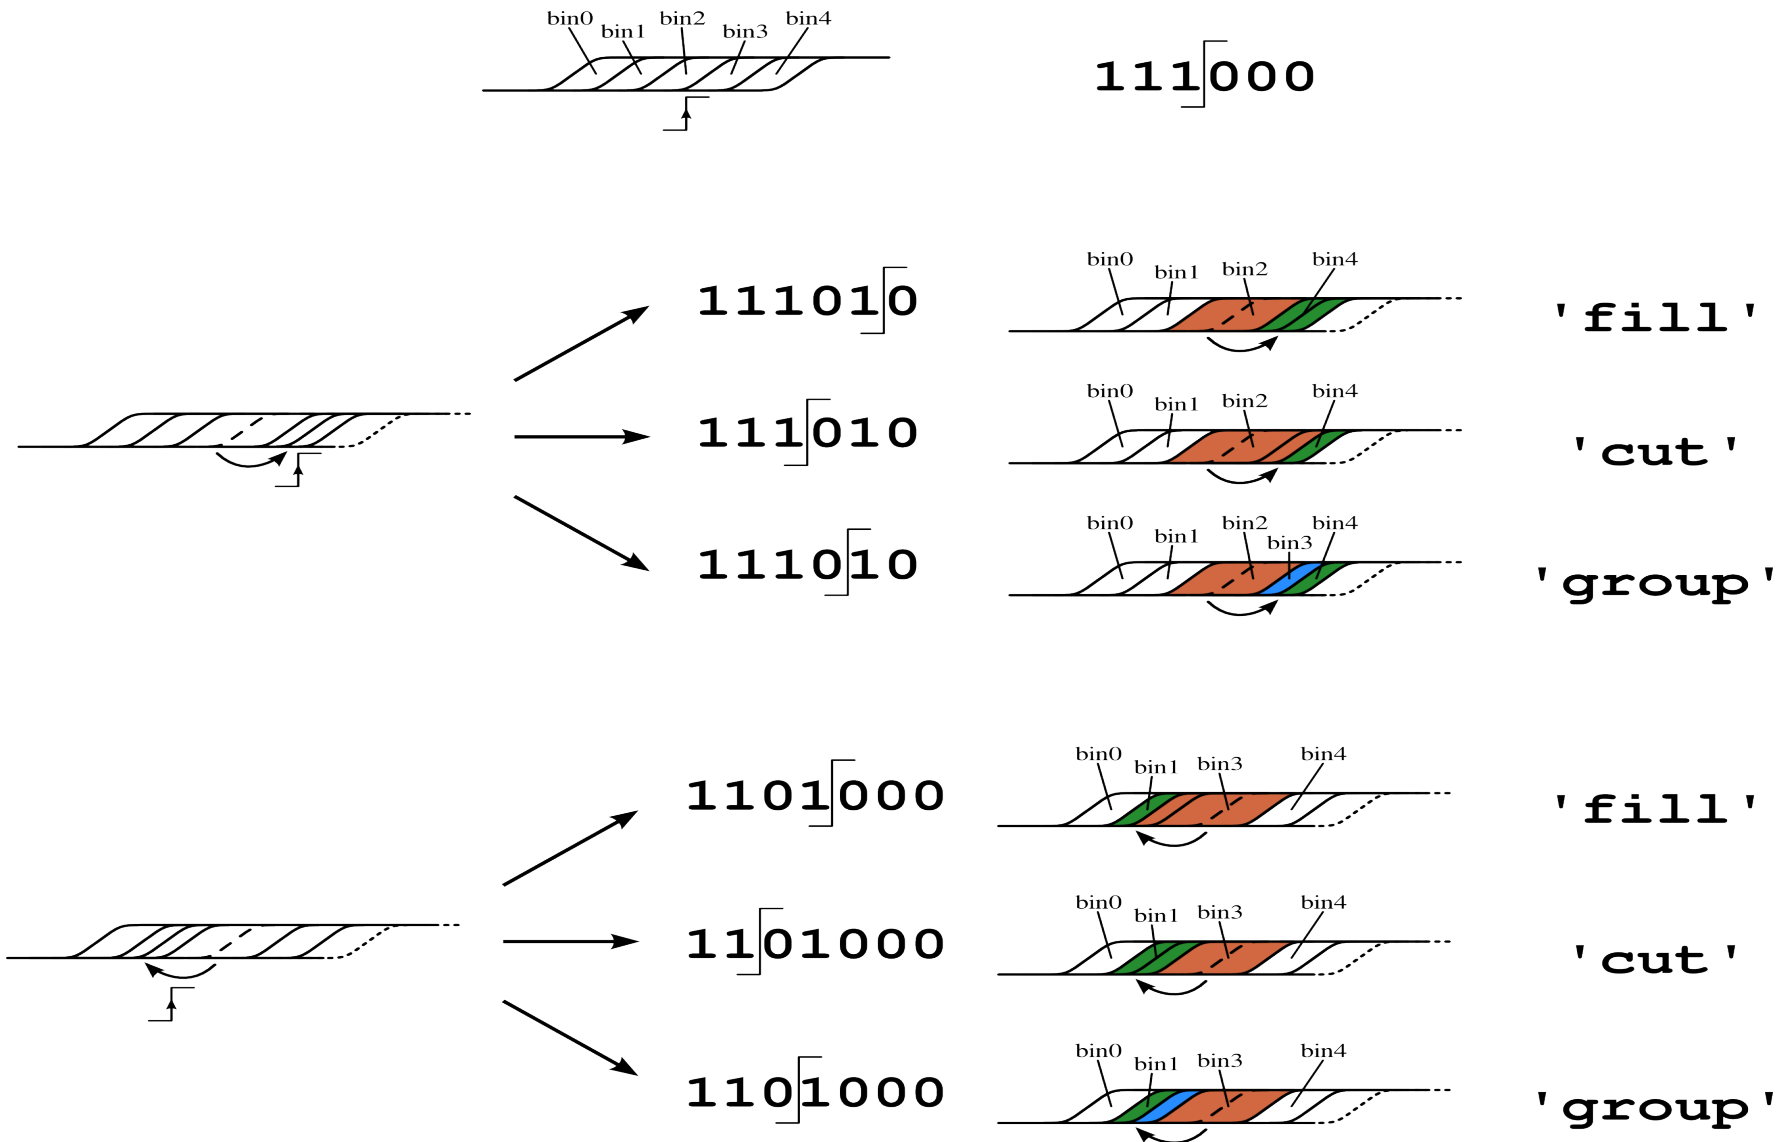 bin0 bin1 bin2 bin3 bin4
111000
111010
bin0 bin1 bin2 bin4
'fill'
111010
bin0 bin1 bin2 bin4
'cut'
111010
bin0 bin1 bin2 bin3 bin4
'group'
1101000
bin0 bin1 bin3 bin4
'fill'
1101000
bin0 bin1 bin3 bin4
'cut'
1101000
bin0 bin1 bin3 bin4
'group'